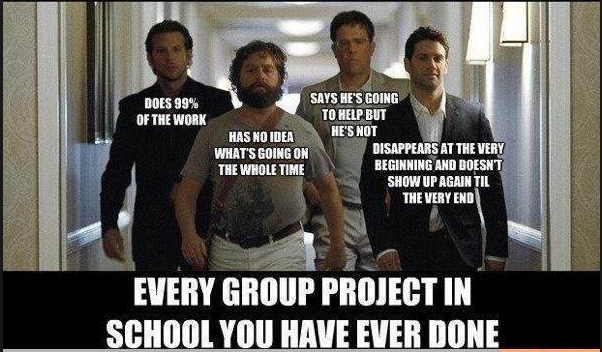 DOES 99%
OF THE WORK
HAS NO IDEA
WHAT'S GOING ON
THE WHOLE TIME
SAYS HE'S GOING
TO HELP BUT
HE'S NOT
DISAPPEARS AT THE VERY
BEGINNING AND DOESN'T
SHOW UP AGAIN TIL
THE VERY END
EVERY GROUP PROJECT IN
SCHOOL YOU HAVE EVER DONE